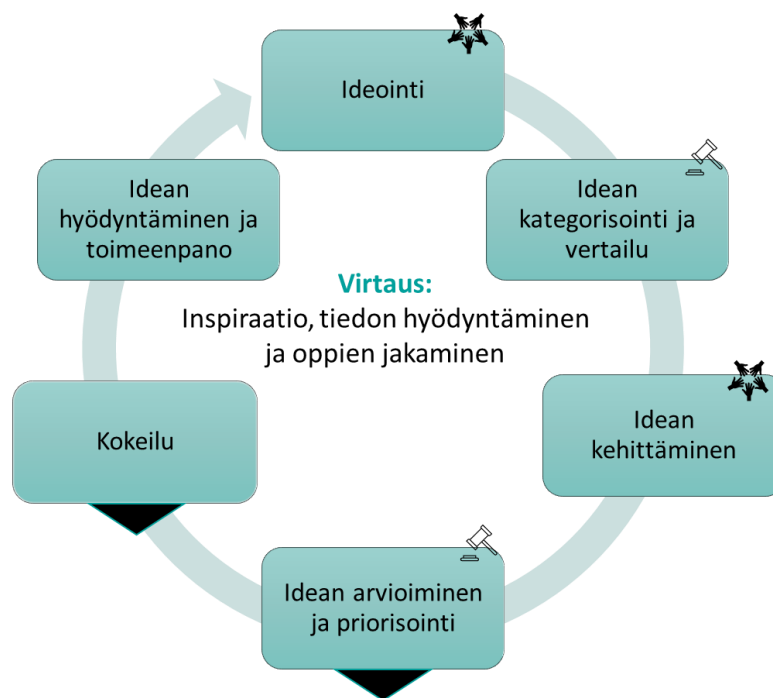 Ideointi
Idean
kategorisointi ja
vertailu
Idean
kehittäminen
Idean arvioiminen
ja priorisointi
Kokeilu
Idean
hyödyntäminen ja
toimeenpano
Virtaus:
Inspiraatio, tiedon hyödyntäminen
ja oppien jakaminen